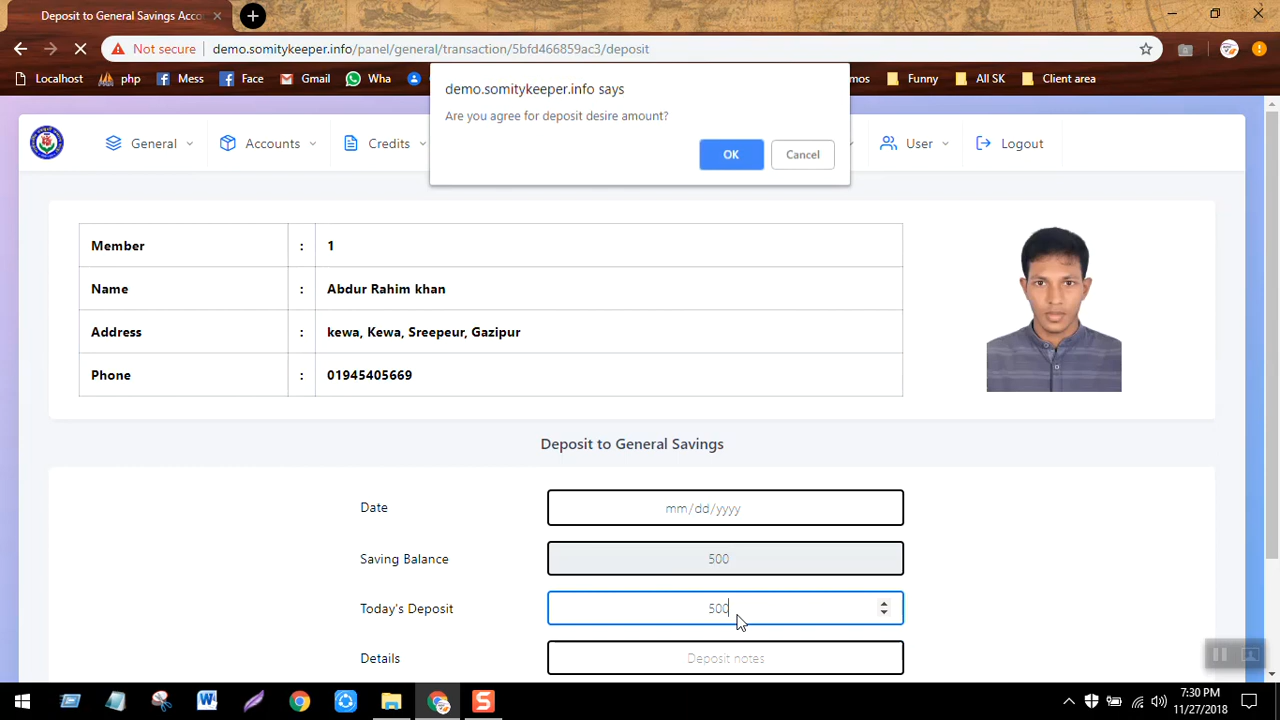 Deposit to General Savings Acco
Not secure
demo.somitykeeper.info/panel/general/transaction/5bfd466859ac3/deposit
Localhost
php
Mess
Face
Gmail
Wha
mos
Funny
All SK
Client area
demo.somitykeeper.info says
Are you agree for deposit desire amount?
OK
Cancel
General
Accounts
Credits
User
Logout
Member : 1
Name : Abdur Rahim khan
Address : kewa, Kewa, Sreepeur, Gazipur
Phone : 01945405669
Deposit to General Savings
Date mm/dd/yyyy
Saving Balance 500
Today's Deposit 500
Details Deposit notes
7:30 PM
11/27/2018